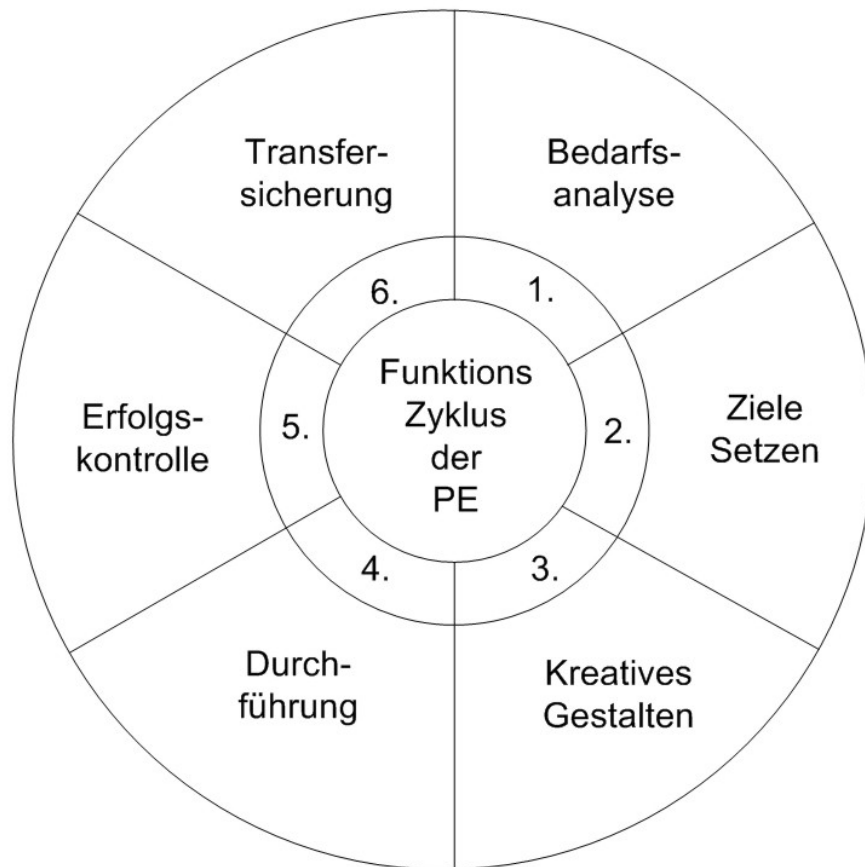 Transfer-
sicherung
Bedarfs-
analyse
6.
1.
Funktions
Zyklus
der
PE
Erfolgs-
kontrolle
5.
2.
Ziele
Setzen
4.
3.
Durch-
führung
Kreatives
Gestalten